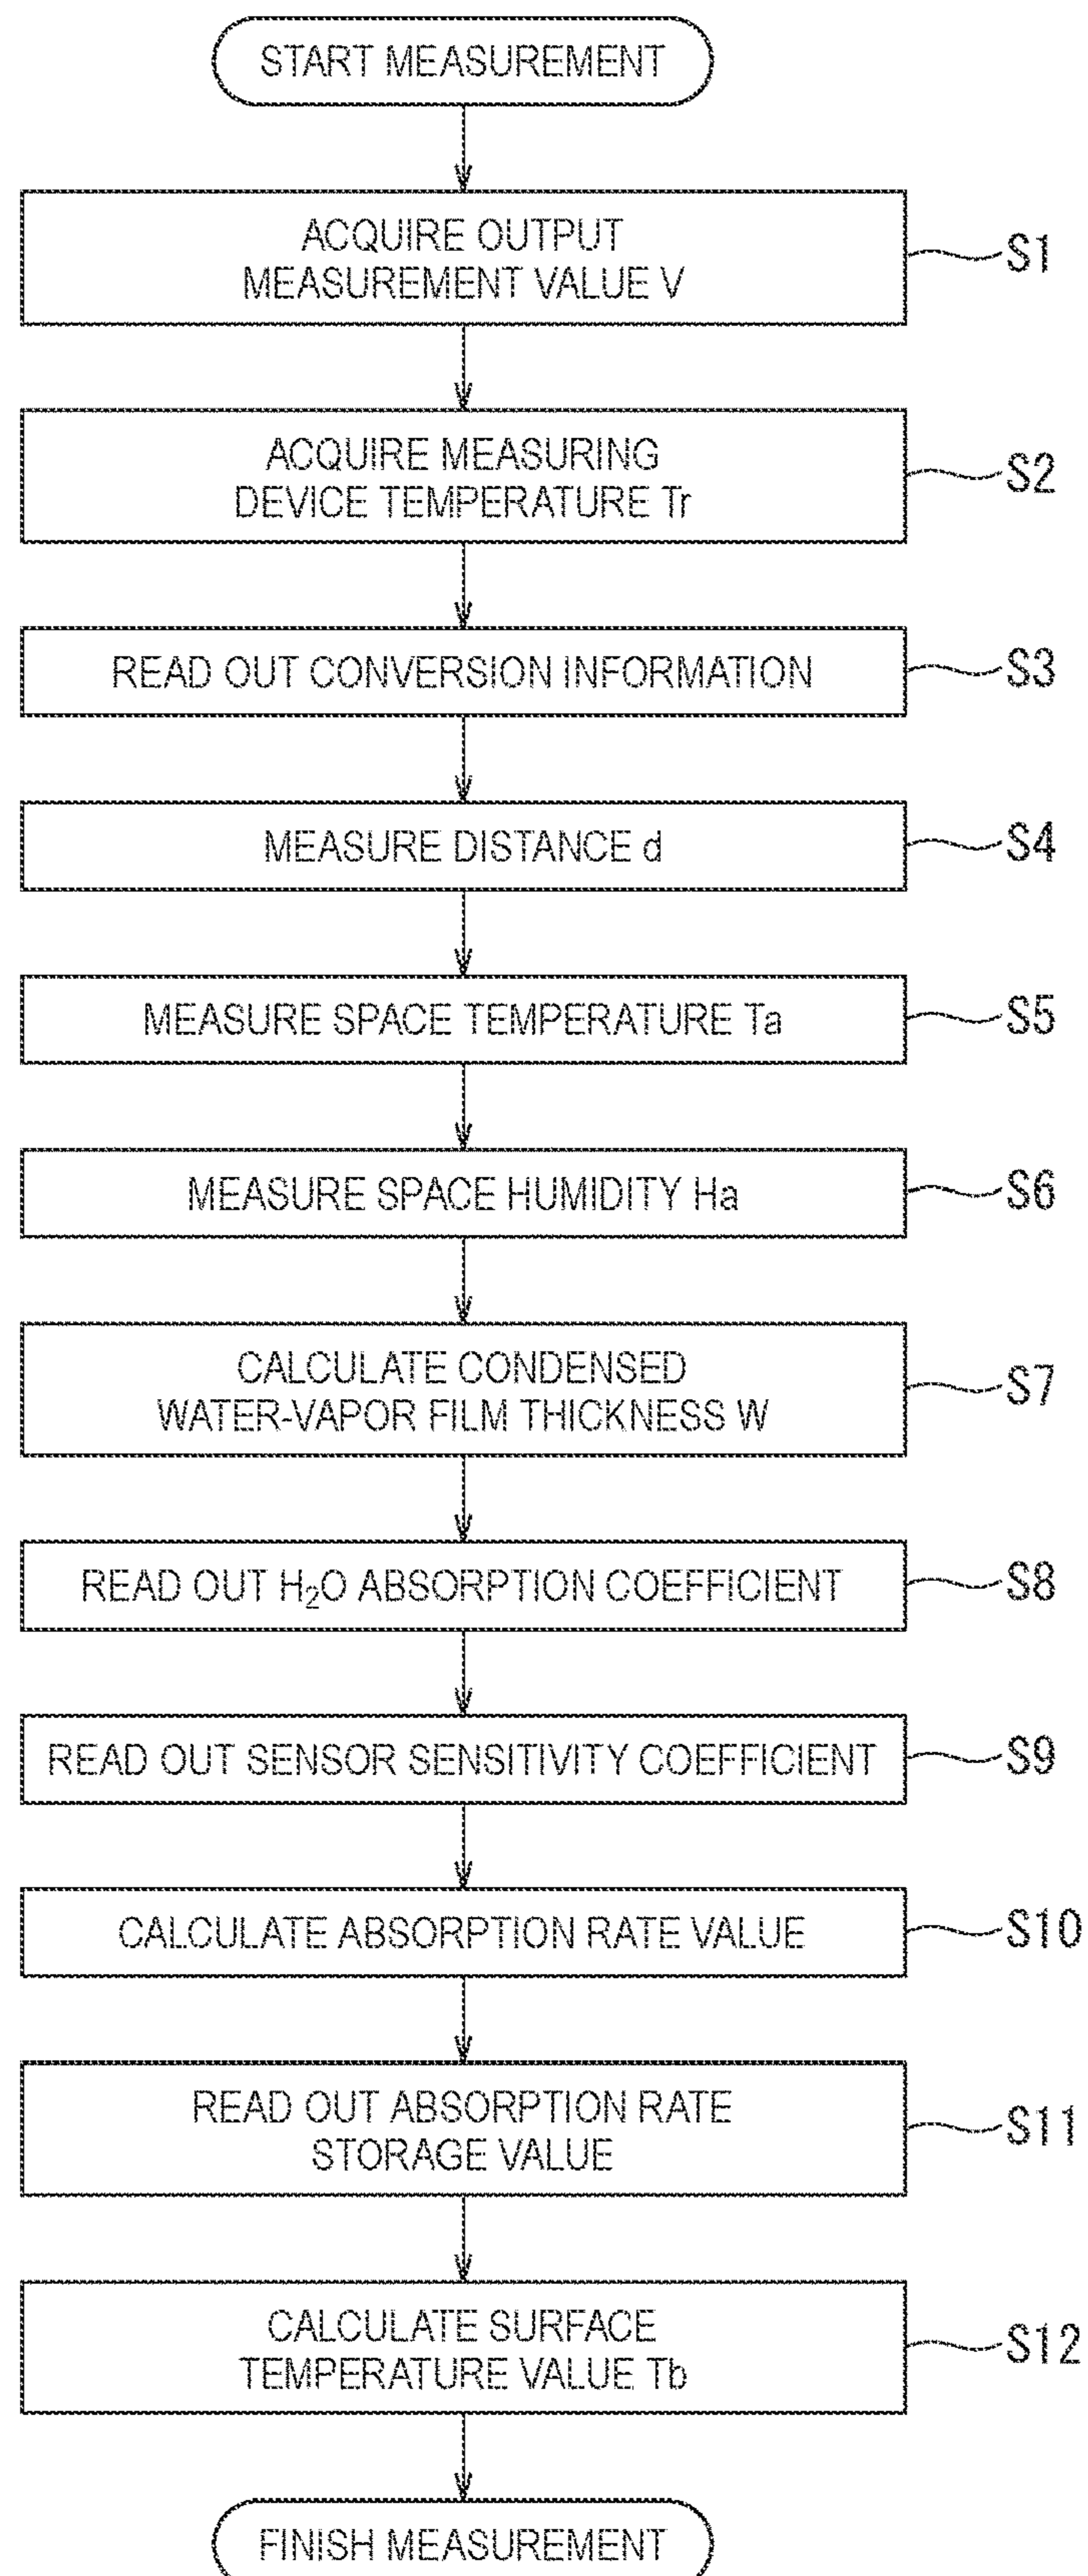 START MEASUREMENT
ACQUIRE OUTPUT
MEASUREMENT VALUE V
S1
ACQUIRE MEASURING
DEVICE TEMPERATURE Tr
S2
READ OUT CONVERSION INFORMATION
S3
MEASURE DISTANCE d
S4
MEASURE SPACE TEMPERATURE Ta
S5
MEASURE SPACE HUMIDITY Ha
S6
CALCULATE CONDENSED
WATER-VAPOR FILM THICKNESS W
S7
READ OUT H₂O ABSORPTION COEFFICIENT
S8
READ OUT SENSOR SENSITIVITY COEFFICIENT
S9
CALCULATE ABSORPTION RATE VALUE
S10
READ OUT ABSORPTION RATE
STORAGE VALUE
S11
CALCULATE SURFACE
TEMPERATURE VALUE Tb
S12
FINISH MEASUREMENT